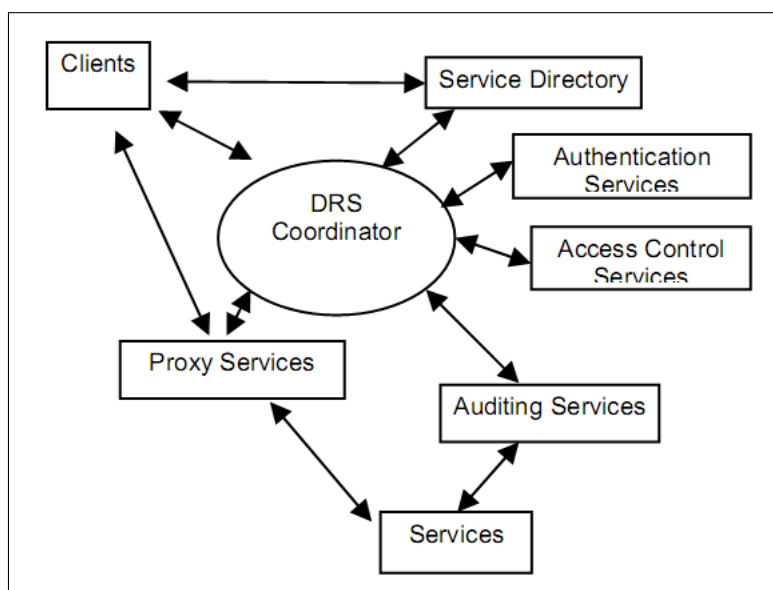 Clients
Service Directory
Authentication
Services
DRS
Coordinator
Access Control
Services
Proxy Services
Auditing Services
Services